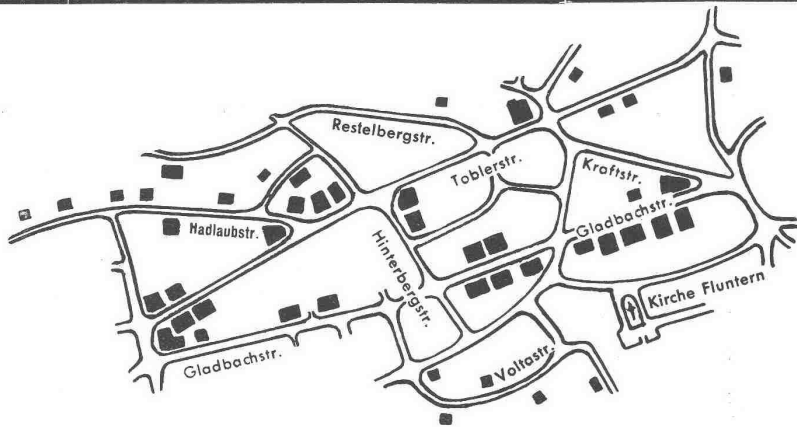 Restelbergstr.
Toblerstr.
Kraftstr.
Hadlaubstr.
Gladbachstr.
Hinterbergstr.
Kirche Fluntern
Gladbachstr.
Voltastr.